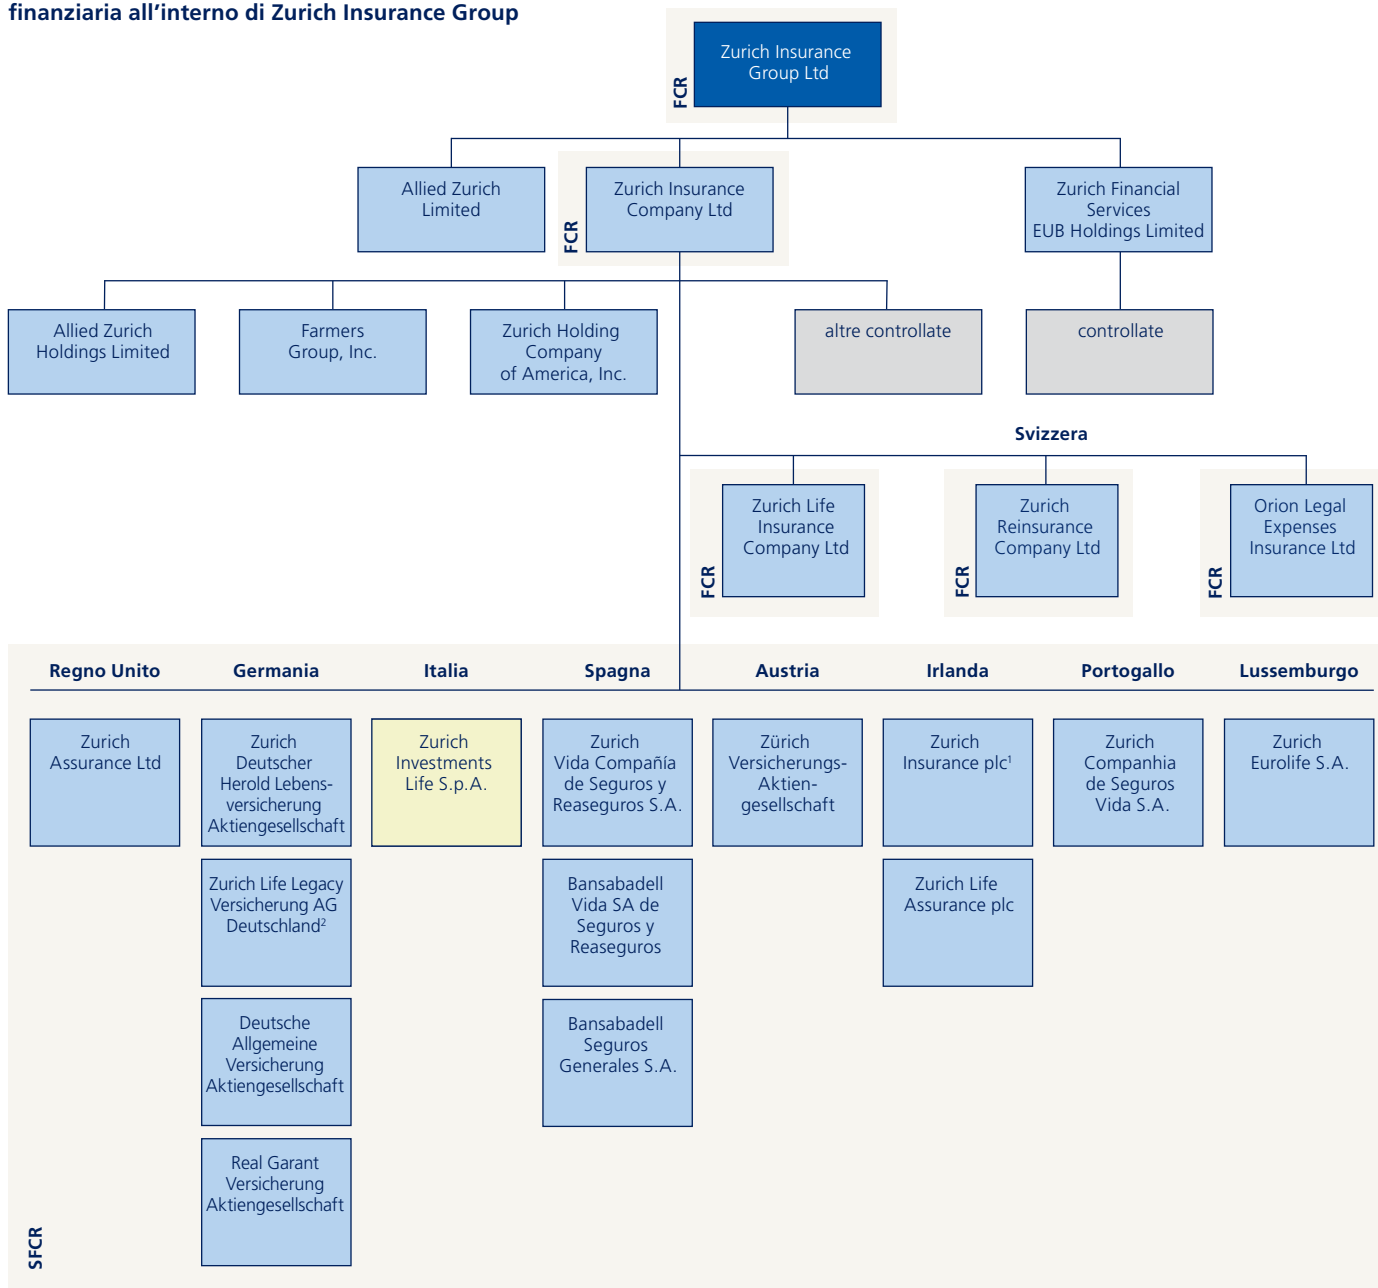 finanziaria all’interno di Zurich Insurance Group
Zurich Insurance
Group Ltd
FCR
Allied Zurich
Limited
Zurich Insurance
Company Ltd
FCR
Zurich Financial
Services
EUB Holdings Limited
Allied Zurich
Holdings Limited
Farmers
Group, Inc.
Zurich Holding
Company
of America, Inc.
altre controllate
controllate
Svizzera
Zurich Life
Insurance
Company Ltd
FCR
Zurich
Reinsurance
Company Ltd
FCR
Orion Legal
Expenses
Insurance Ltd
FCR
Regno Unito
Germania
Italia
Spagna
Austria
Irlanda
Portogallo
Lussemburgo
Zurich
Assurance Ltd
Zurich
Deutscher
Herold Lebens-
versicherung
Aktiengesellschaft
Zurich
Investments
Life S.p.A.
Zurich
Vida Compañía
de Seguros y
Reaseguros S.A.
Zürich
Versicherungs-
Aktien-
gesellschaft
Zurich
Insurance plc¹
Zurich
Companhia
de Seguros
Vida S.A.
Zurich
Eurolife S.A.
Zurich Life Legacy
Versicherung AG
Deutschland²
Bansabadell
Vida SA de
Seguros y
Reaseguros
Zurich Life
Assurance plc
Deutsche
Allgemeine
Versicherung
Aktiengesellschaft
Bansabadell
Seguros
Generales S.A.
Real Garant
Versicherung
Aktiengesellschaft
SFCR